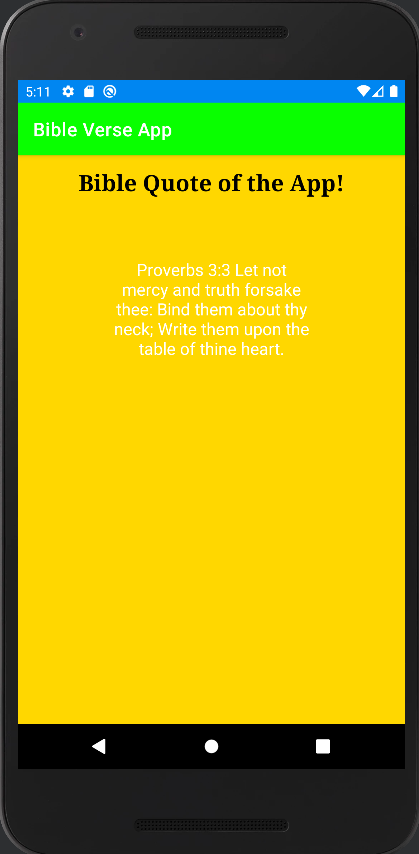 5:11
Bible Verse App
Bible Quote of the App!
Proverbs 3:3 Let not
mercy and truth forsake
thee: Bind them about thy
neck; Write them upon the
table of thine heart.